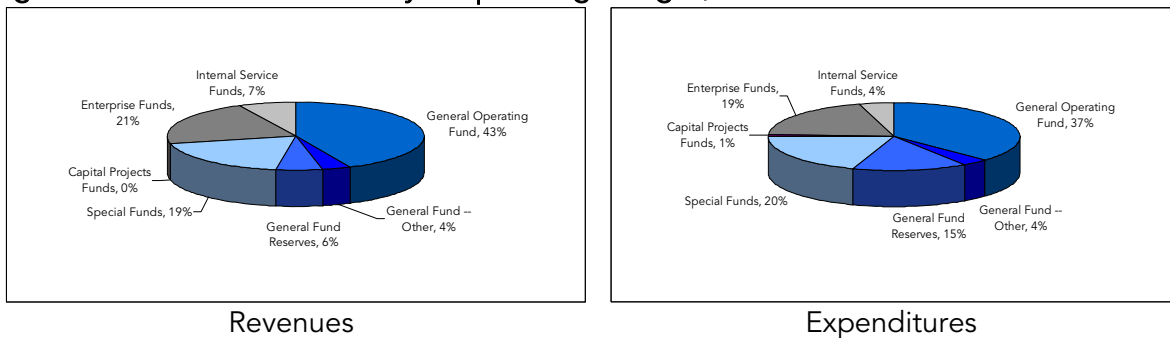 Internal Service
Funds, 7%
Enterprise Funds,
21%
General Operating
Fund, 43%
Capital Projects
Funds, 0%
Special Funds, 19%
General Fund --
Other, 4%
General Fund
Reserves, 6%
Revenues
Internal Service
Funds, 4%
Enterprise Funds,
19%
General Operating
Fund, 37%
Capital Projects
Funds, 1%
Special Funds, 20%
General Fund --
Other, 4%
General Fund
Reserves, 15%
Expenditures